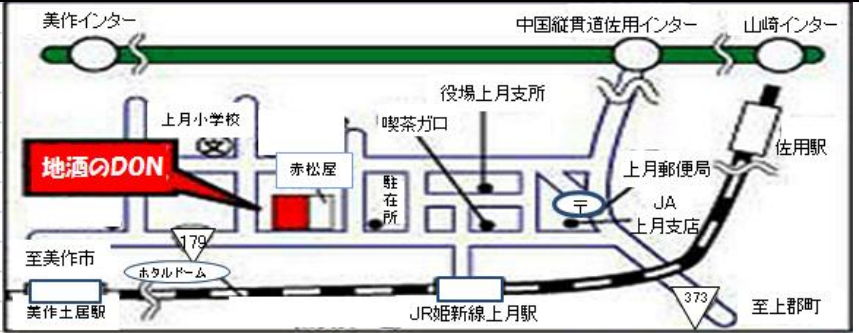 美作インター
中国縦貫道佐用インター
山崎インター
役場上月支所
上月小学校
喫茶ガロ
地酒のDON
赤松屋
佐用駅
上月郵便局
駐在所
〒
JA
上月支店
179
至美作市
ホタルドーム
373
至上郡町
美作土居駅
JR姫新線上月駅